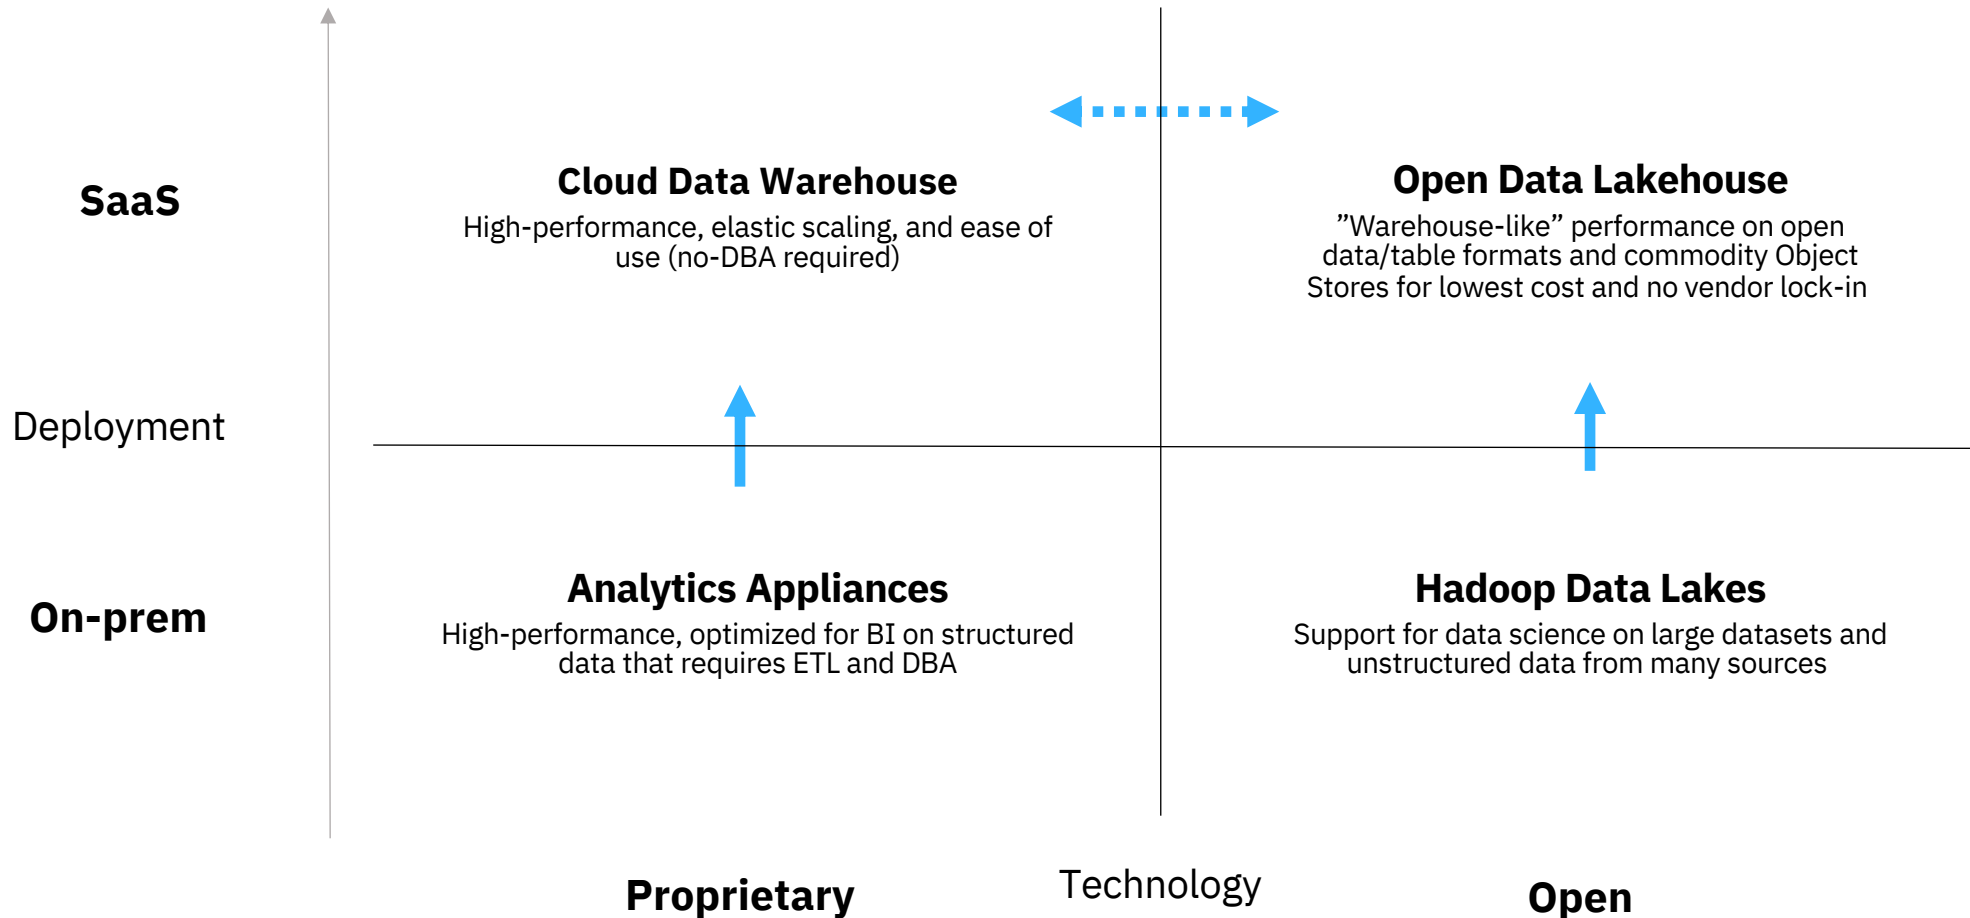 SaaS
Cloud Data Warehouse
High-performance, elastic scaling, and ease of
use (no-DBA required)
Open Data Lakehouse
”Warehouse-like” performance on open
data/table formats and commodity Object
Stores for lowest cost and no vendor lock-in
Deployment
On-prem
Analytics Appliances
High-performance, optimized for BI on structured
data that requires ETL and DBA
Hadoop Data Lakes
Support for data science on large datasets and
unstructured data from many sources
Proprietary
Technology
Open